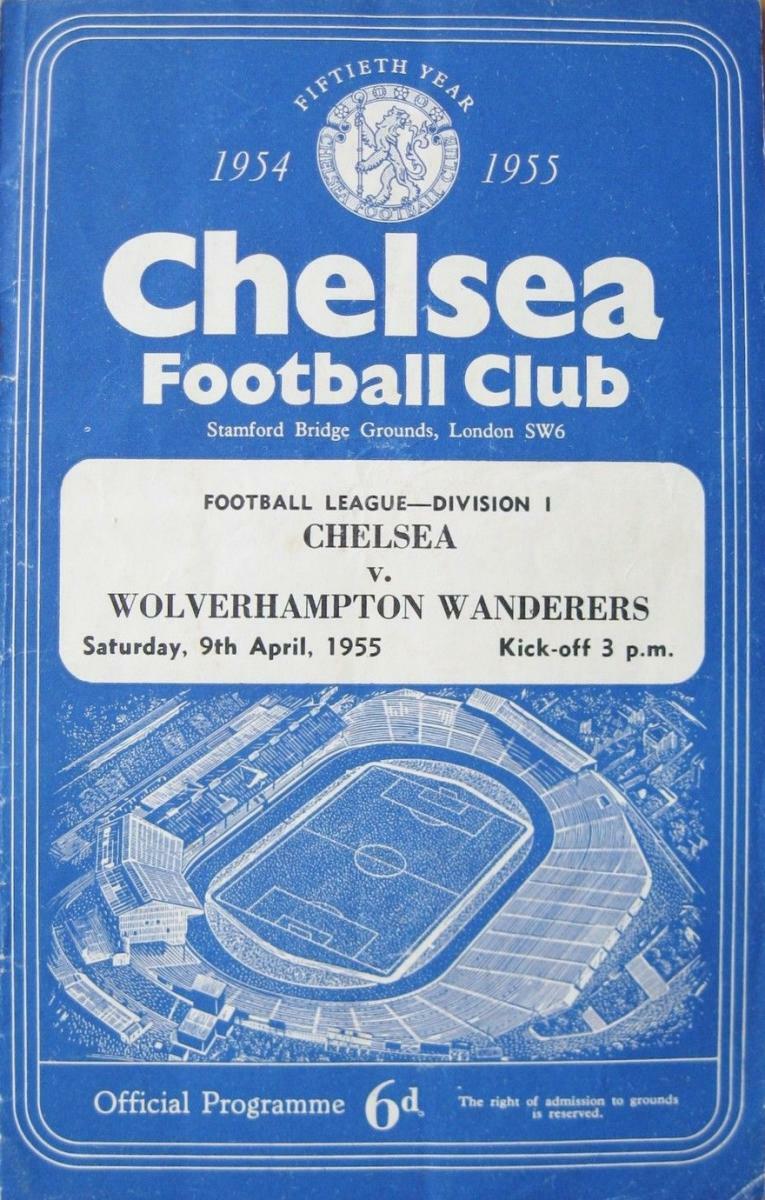 FIFTIETH YEAR
1954 1955
CHELSEA FOOTBALL CLUB
Chelsea
Football Club
Stamford Bridge Grounds, London SW6
FOOTBALL LEAGUE—DIVISION I
CHELSEA
v.
WOLVERHAMPTON WANDERERS
Saturday, 9th April, 1955 Kick-off 3 p.m.
Official Programme 6d. The right of admission to grounds
is reserved.